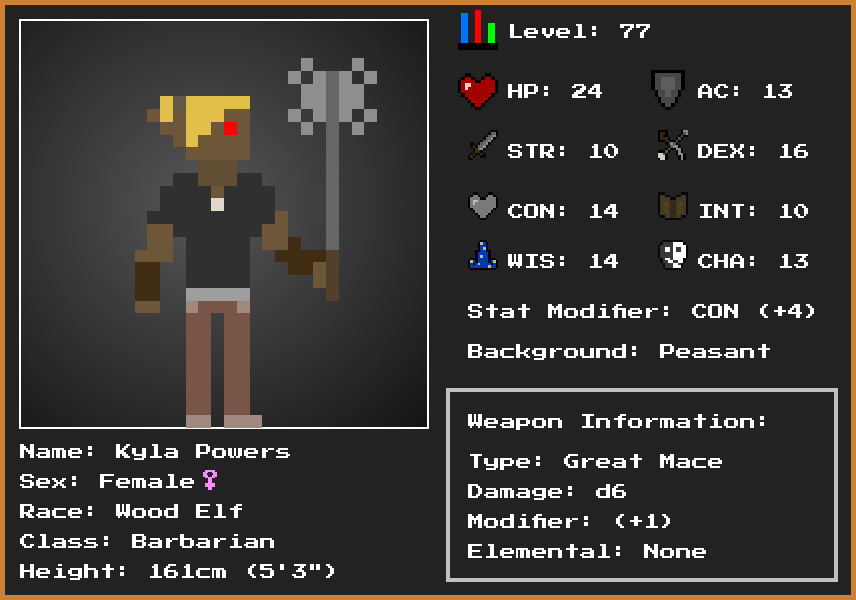 Level: 77
HP: 24
AC: 13
STR: 10
DEX: 16
CON: 14
INT: 10
WIS: 14
CHA: 13
Stat Modifier: CON (+4)
Background: Peasant
Weapon Information:
Type: Great Mace
Damage: d6
Modifier: (+1)
Elemental: None
Name: Kyla Powers
Sex: Female♀
Race: Wood Elf
Class: Barbarian
Height: 161cm (5'3")